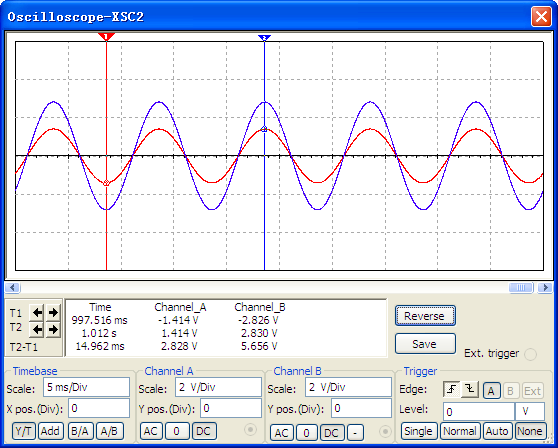 Oscilloscope-XSC2
1 2
T1
T2
T2-T1
Time Channel_A Channel_B
997.516 ms -1.414 V -2.826 V
1.012 s 1.414 V 2.830 V
14.962 ms 2.828 V 5.656 V
Reverse
Save
Ext. trigger
Timebase
Scale: 5 ms/Div
X pos.(Div): 0
Y/T Add B/A A/B
Channel A
Scale: 2 V/Div
Y pos.(Div): 0
AC 0 DC
Channel B
Scale: 2 V/Div
Y pos.(Div): 0
AC 0 DC -
Trigger
Edge: A B Ext
Level: 0 V
Single Normal Auto None